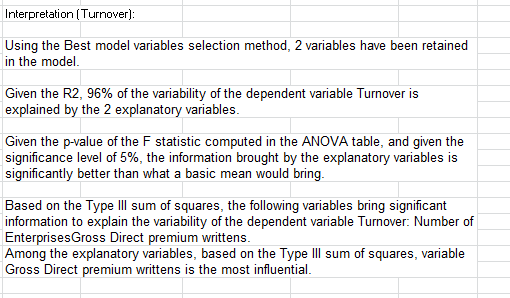 Interpretation (Turnover):
Using the Best model variables selection method, 2 variables have been retained
in the model.
Given the R2, 96% of the variability of the dependent variable Turnover is
explained by the 2 explanatory variables.
Given the p-value of the F statistic computed in the ANOVA table, and given the
significance level of 5%, the information brought by the explanatory variables is
significantly better than what a basic mean would bring.
Based on the Type III sum of squares, the following variables bring significant
information to explain the variability of the dependent variable Turnover: Number of
EnterprisesGross Direct premium writtens.
Among the explanatory variables, based on the Type III sum of squares, variable
Gross Direct premium writtens is the most influential.